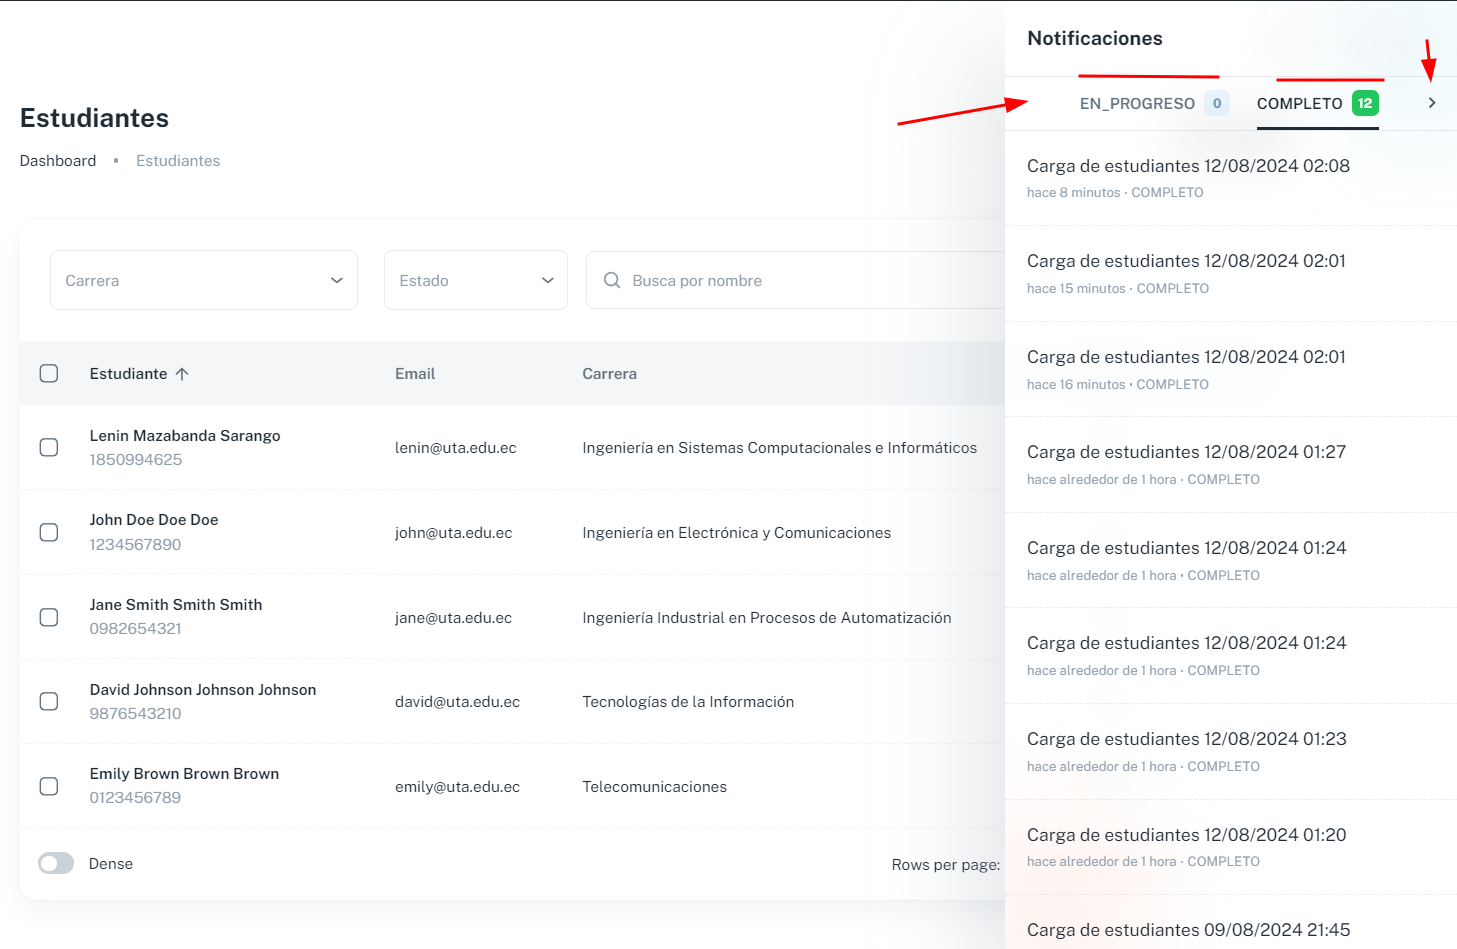 Notificaciones
EN_PROGRESO 0 COMPLETO 12
Estudiantes
Dashboard • Estudiantes
Carrera Estado Busca por nombre
Estudiante Email Carrera
Lenin Mazabanda Sarango
1850994625
lenin@uta.edu.ec
Ingeniería en Sistemas Computacionales e Informáticos
John Doe Doe Doe
1234567890
john@uta.edu.ec
Ingeniería en Electrónica y Comunicaciones
Jane Smith Smith Smith
0982654321
jane@uta.edu.ec
Ingeniería Industrial en Procesos de Automatización
David Johnson Johnson Johnson
9876543210
david@uta.edu.ec
Tecnologías de la Información
Emily Brown Brown Brown
0123456789
emily@uta.edu.ec
Telecomunicaciones
Dense
Rows per page:
Carga de estudiantes 12/08/2024 02:08
hace 8 minutos · COMPLETO
Carga de estudiantes 12/08/2024 02:01
hace 15 minutos · COMPLETO
Carga de estudiantes 12/08/2024 02:01
hace 16 minutos · COMPLETO
Carga de estudiantes 12/08/2024 01:27
hace alrededor de 1 hora · COMPLETO
Carga de estudiantes 12/08/2024 01:24
hace alrededor de 1 hora · COMPLETO
Carga de estudiantes 12/08/2024 01:24
hace alrededor de 1 hora · COMPLETO
Carga de estudiantes 12/08/2024 01:23
hace alrededor de 1 hora · COMPLETO
Carga de estudiantes 12/08/2024 01:20
hace alrededor de 1 hora · COMPLETO
Carga de estudiantes 09/08/2024 21:45